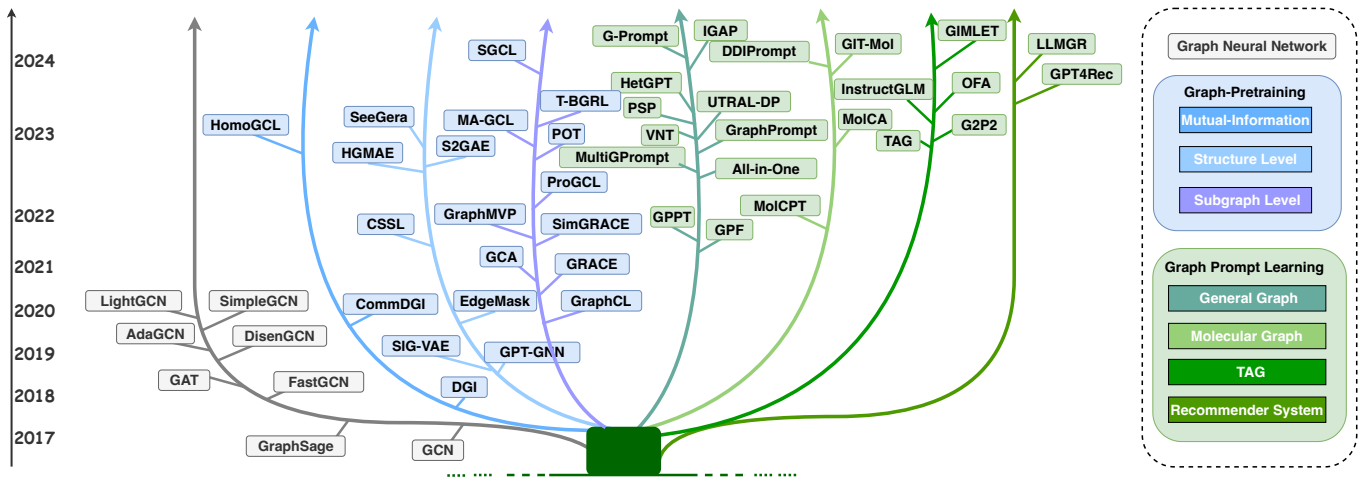 2024
2023
2022
2021
2020
2019
2018
2017
LightGCN
SimpleGCN
AdaGCN
DisenGCN
GAT
FastGCN
GraphSage
GCN
HomoGCL
CommDGI
DGI
SeeGera
HGMAE
S2GAE
CSSL
EdgeMask
SIG-VAE
GPT-GNN
SGCL
T-BGRL
MA-GCL
POT
ProGCL
GraphMVP
SimGRACE
GCA
GRACE
GraphCL
G-Prompt
IGAP
HetGPT
PSP
UTRAL-DP
VNT
GraphPrompt
MultiGPrompt
All-in-One
GPPT
GPF
DDIPrompt
GIT-Mol
MolCA
MolCPT
GIMLET
InstructGLM
OFA
TAG
G2P2
LLMGR
GPT4Rec
Graph Neural Network
Graph-Pretraining
Mutual-Information
Structure Level
Subgraph Level
Graph Prompt Learning
General Graph
Molecular Graph
TAG
Recommender System